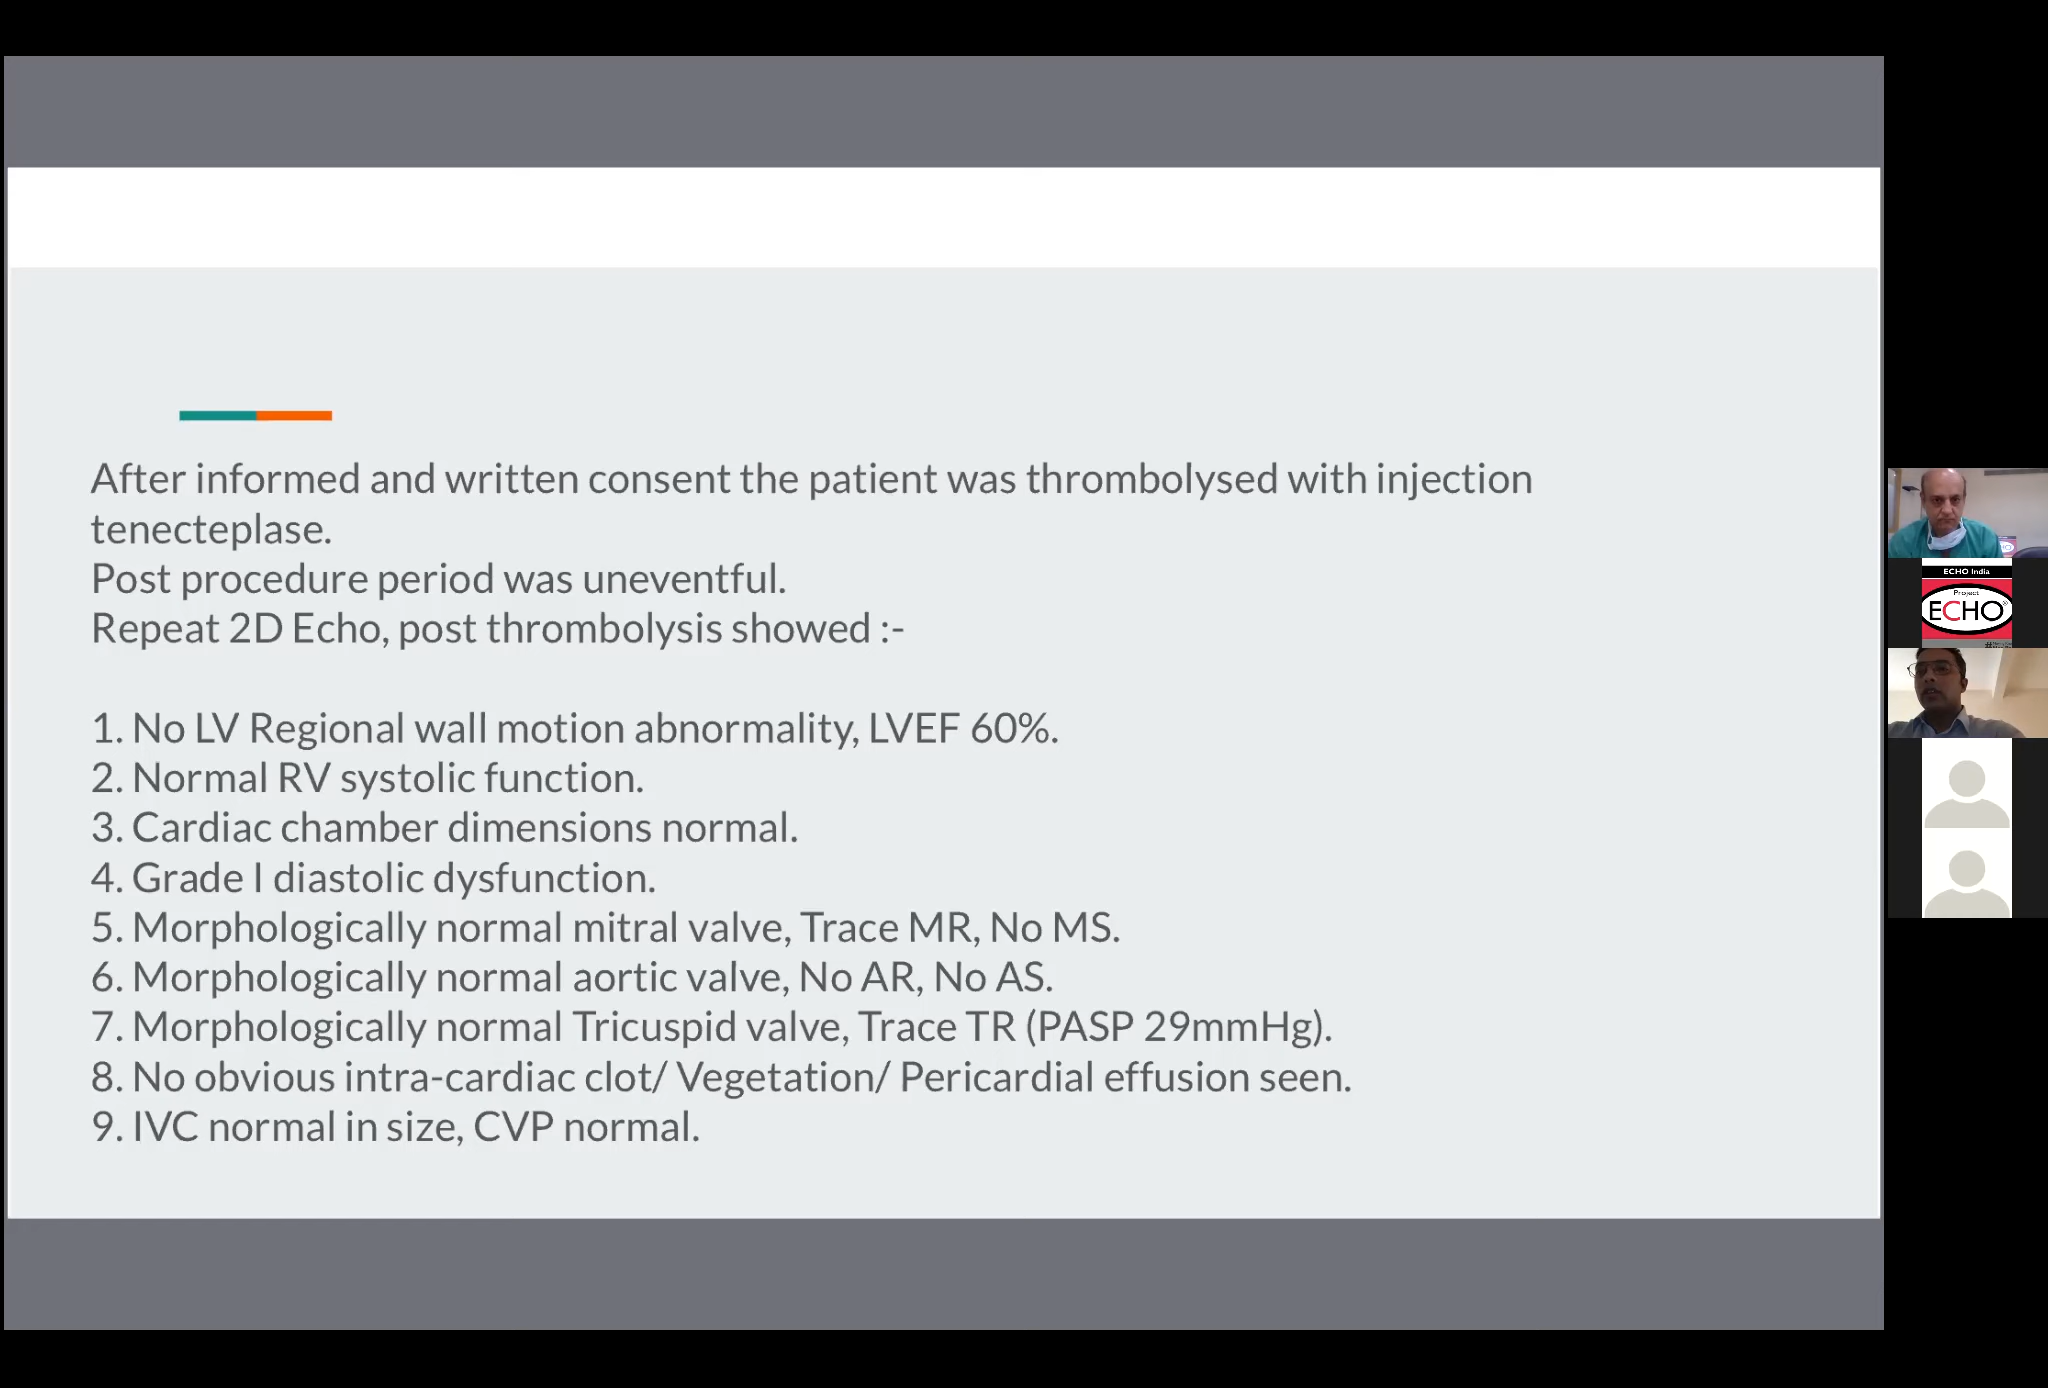 After informed and written consent the patient was thrombolysed with injection
tenecteplase.
Post procedure period was uneventful.
Repeat 2D Echo, post thrombolysis showed :-
1. No LV Regional wall motion abnormality, LVEF 60%.
2. Normal RV systolic function.
3. Cardiac chamber dimensions normal.
4. Grade I diastolic dysfunction.
5. Morphologically normal mitral valve, Trace MR, No MS.
6. Morphologically normal aortic valve, No AR, No AS.
7. Morphologically normal Tricuspid valve, Trace TR (PASP 29mmHg).
8. No obvious intra-cardiac clot/ Vegetation/ Pericardial effusion seen.
9. IVC normal in size, CVP normal.
ECHO India
Project
ECHO®